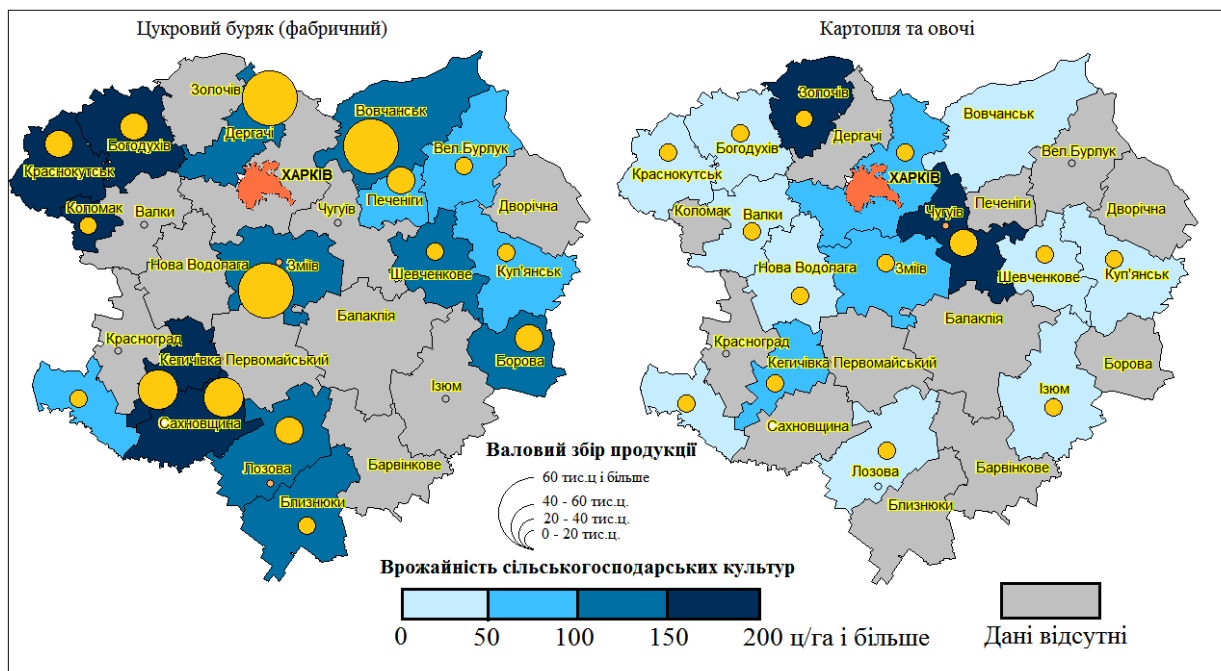 Цукровий буряк (фабричний)
Картопля та овочі
Золочів
Дергачі
Вовчанськ
Богодухів
Вел.Бурлук
Краснокутськ
ХАРКІВ
Печеніги
Коломак
Валки
Чугуїв
Дворічна
Нова Водолага
Зміїв
Шевченкове
Куп'янськ
Балаклія
Красноград
Кегичівка
Первомайський
Борова
Ізюм
Сахновщина
Лозова
Барвінкове
Близнюки
Золочів
Вовчанськ
Дергачі
Богодухів
Вел.Бурлук
Краснокутськ
ХАРКІВ
Чугуїв
Печеніги
Коломак
Валки
Дворічна
Нова Водолага
Зміїв
Шевченкове
Куп'янськ
Балаклія
Красноград
Кегичівка
Первомайський
Борова
Ізюм
Сахновщина
Лозова
Барвінкове
Близнюки
Валовий збір продукції
60 тис.ц і більше
40 - 60 тис.ц.
20 - 40 тис.ц.
0 - 20 тис.ц.
Врожайність сільськогосподарських культур
0 50 100 150 200 ц/га і більше
Дані відсутні